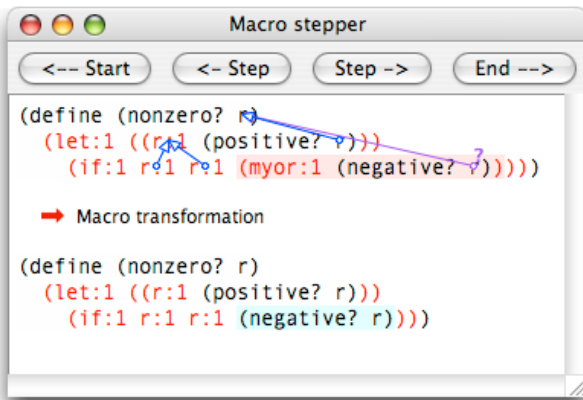 Macro stepper
<-- Start <- Step Step -> End -->
(define (nonzero? r)
(let:1 ((r:1 (positive? r)))
(if:1 r:1 r:1 (myor:1 (negative? r)))))
?
Macro transformation
(define (nonzero? r)
(let:1 ((r:1 (positive? r)))
(if:1 r:1 r:1 (negative? r))))